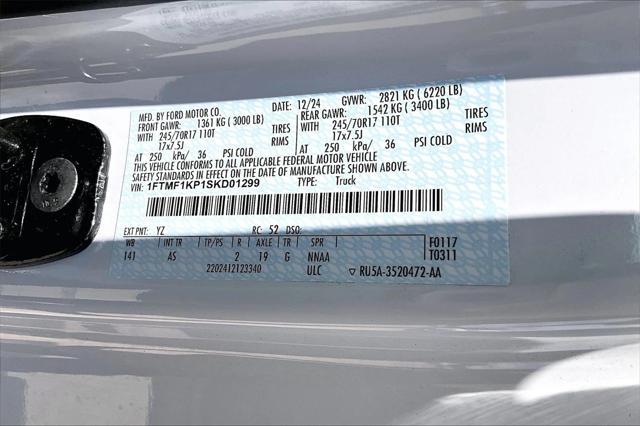 MFD. BY FORD MOTOR CO. 12/24 GVWR: 2821 KG ( 6220 LB)
FRONT GAWR: 1361 KG ( 3000 LB) REAR GAWR: 1542 KG ( 3400 LB)
WITH 245/70R17 110T TIRES WITH 245/70R17 110T TIRES
17x7.5J RIMS 17x7.5J RIMS
AT 250 kPa/ 36 PSI COLD AT 250 kPa/ 36 PSI COLD
THIS VEHICLE CONFORMS TO ALL APPLICABLE FEDERAL MOTOR VEHICLE
SAFETY STANDARDS IN EFFECT ON THE DATE OF MANUFACTURE SHOWN ABOVE.
VIN: 1FTMF1KP1SKD01299 TYPE: Truck
EXT PNT: YZ RC: 52 DSO:
WB INT TR TP/PS R AXLE TR SPR F0117
141 AS 2 19 G NNAA T0311
2202412123340 ULC RU5A-3520472-AA